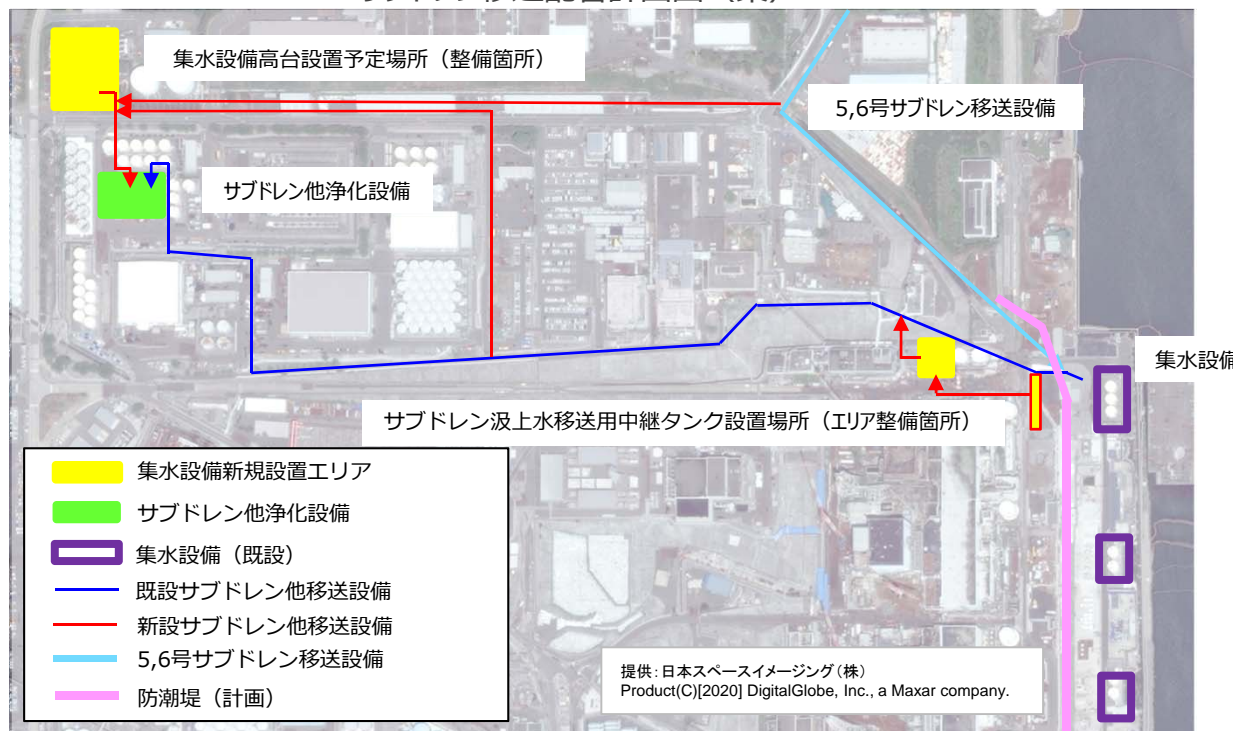 集水設備高台設置予定場所（整備箇所）
5,6号サブドレン移送設備
サブドレン他浄化設備
集水設備
サブドレン汲上水移送用中継タンク設置場所（エリア整備箇所）
集水設備新規設置エリア
サブドレン他浄化設備
集水設備（既設）
既設サブドレン他移送設備
新設サブドレン他移送設備
5,6号サブドレン移送設備
防潮堤（計画）
提供：日本スペースイメージング（株）
Product(C)[2020] DigitalGlobe, Inc., a Maxar company.